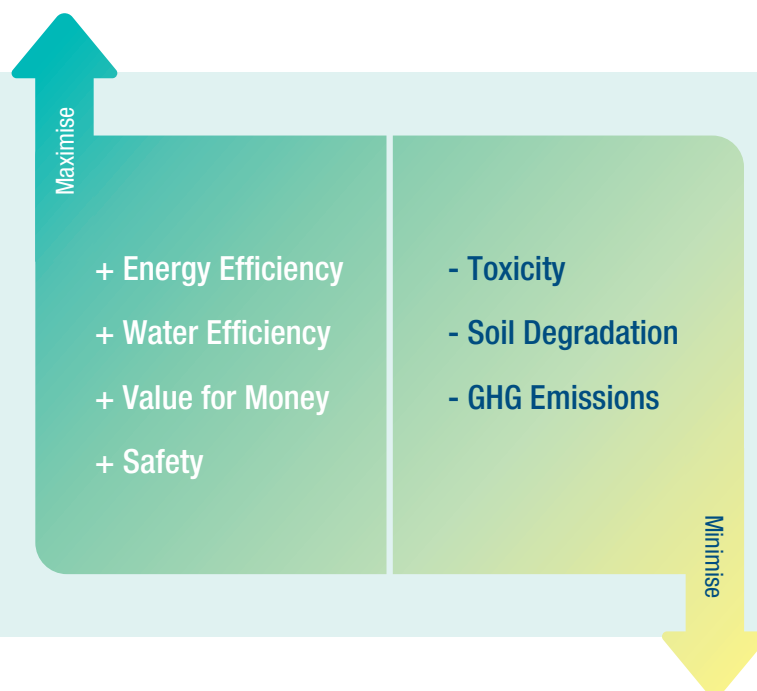 Maximise
+ Energy Efficiency
+ Water Efficiency
+ Value for Money
+ Safety
- Toxicity
- Soil Degradation
- GHG Emissions
Minimise